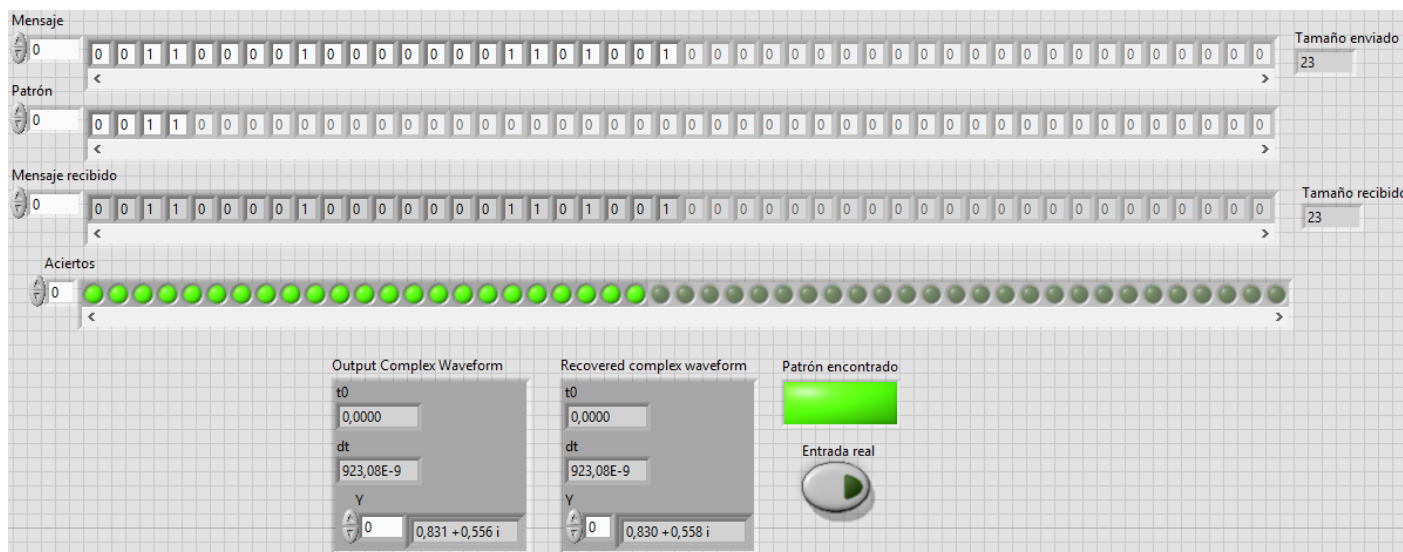 Mensaje
0 0 0 1 1 0 0 0 0 1 0 0 0 0 0 0 0 1 1 0 1 0 0 1 0 0 0 0 0 0 0 0 0 0 0 0 0 0 0 0 0 0 0 0 0 0 0
Tamaño enviado
23
Patrón
0 0 0 1 1 0 0 0 0 0 0 0 0 0 0 0 0 0 0 0 0 0 0 0 0 0 0 0 0 0 0 0 0 0 0 0 0 0 0 0 0 0 0 0 0 0 0
Mensaje recibido
0 0 0 1 1 0 0 0 0 1 0 0 0 0 0 0 0 1 1 0 1 0 0 1 0 0 0 0 0 0 0 0 0 0 0 0 0 0 0 0 0 0 0 0 0 0 0
Tamaño recibido
23
Aciertos
0
Output Complex Waveform
t0
0,0000
dt
923,08E-9
Y
0 0,831 +0,556 i
Recovered complex waveform
t0
0,0000
dt
923,08E-9
Y
0 0,830 +0,558 i
Patrón encontrado
Entrada real